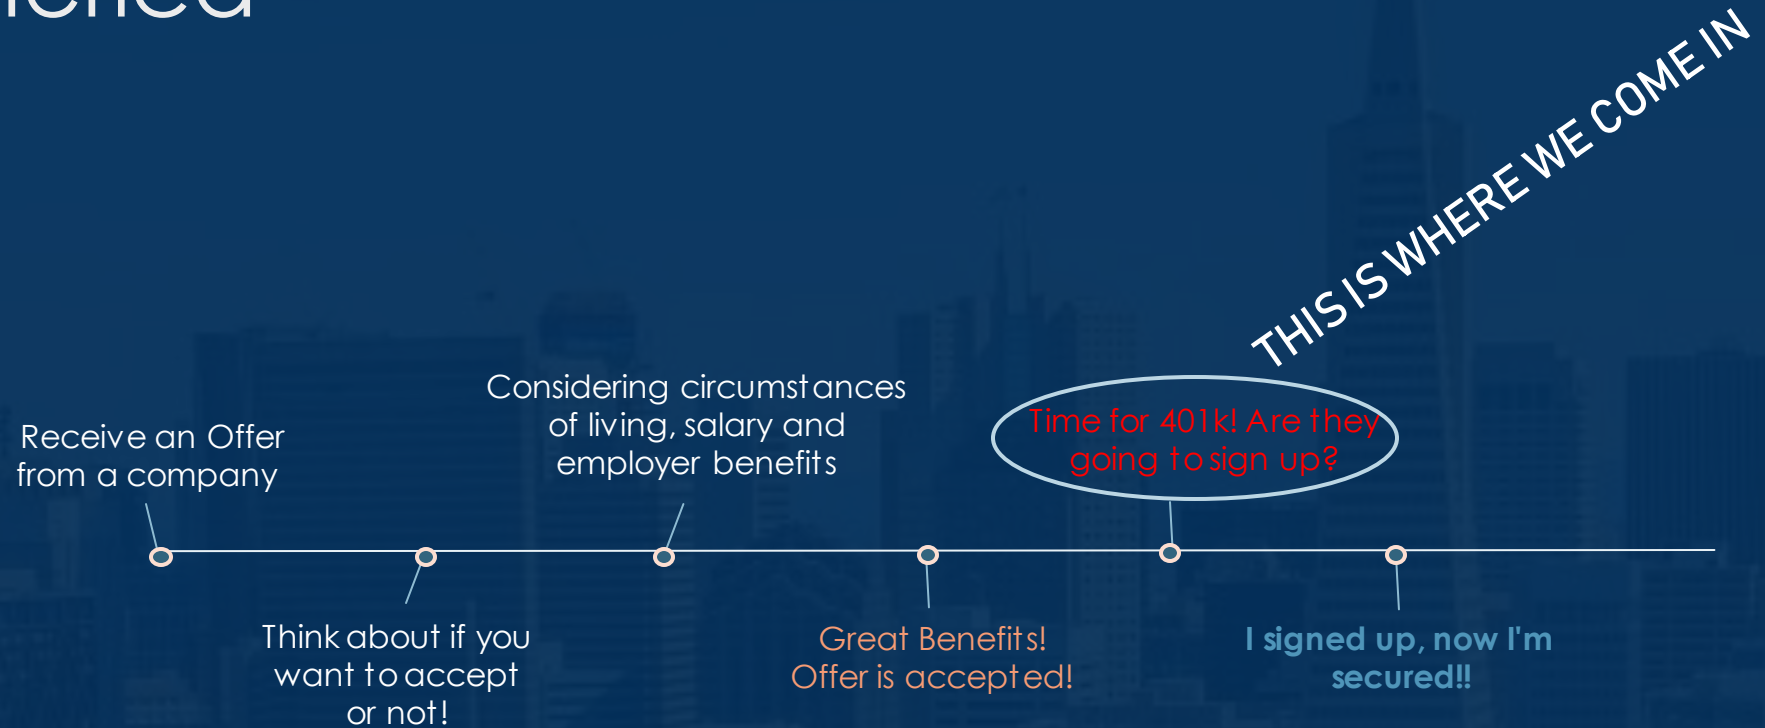 THIS IS WHERE WE COME IN
Receive an Offer
from a company
Think about if you
want to accept
or not!
Considering circumstances
of living, salary and
employer benefits
Great Benefits!
Offer is accepted!
Time for 401k! Are they
going to sign up?
I signed up, now I'm
secured!!